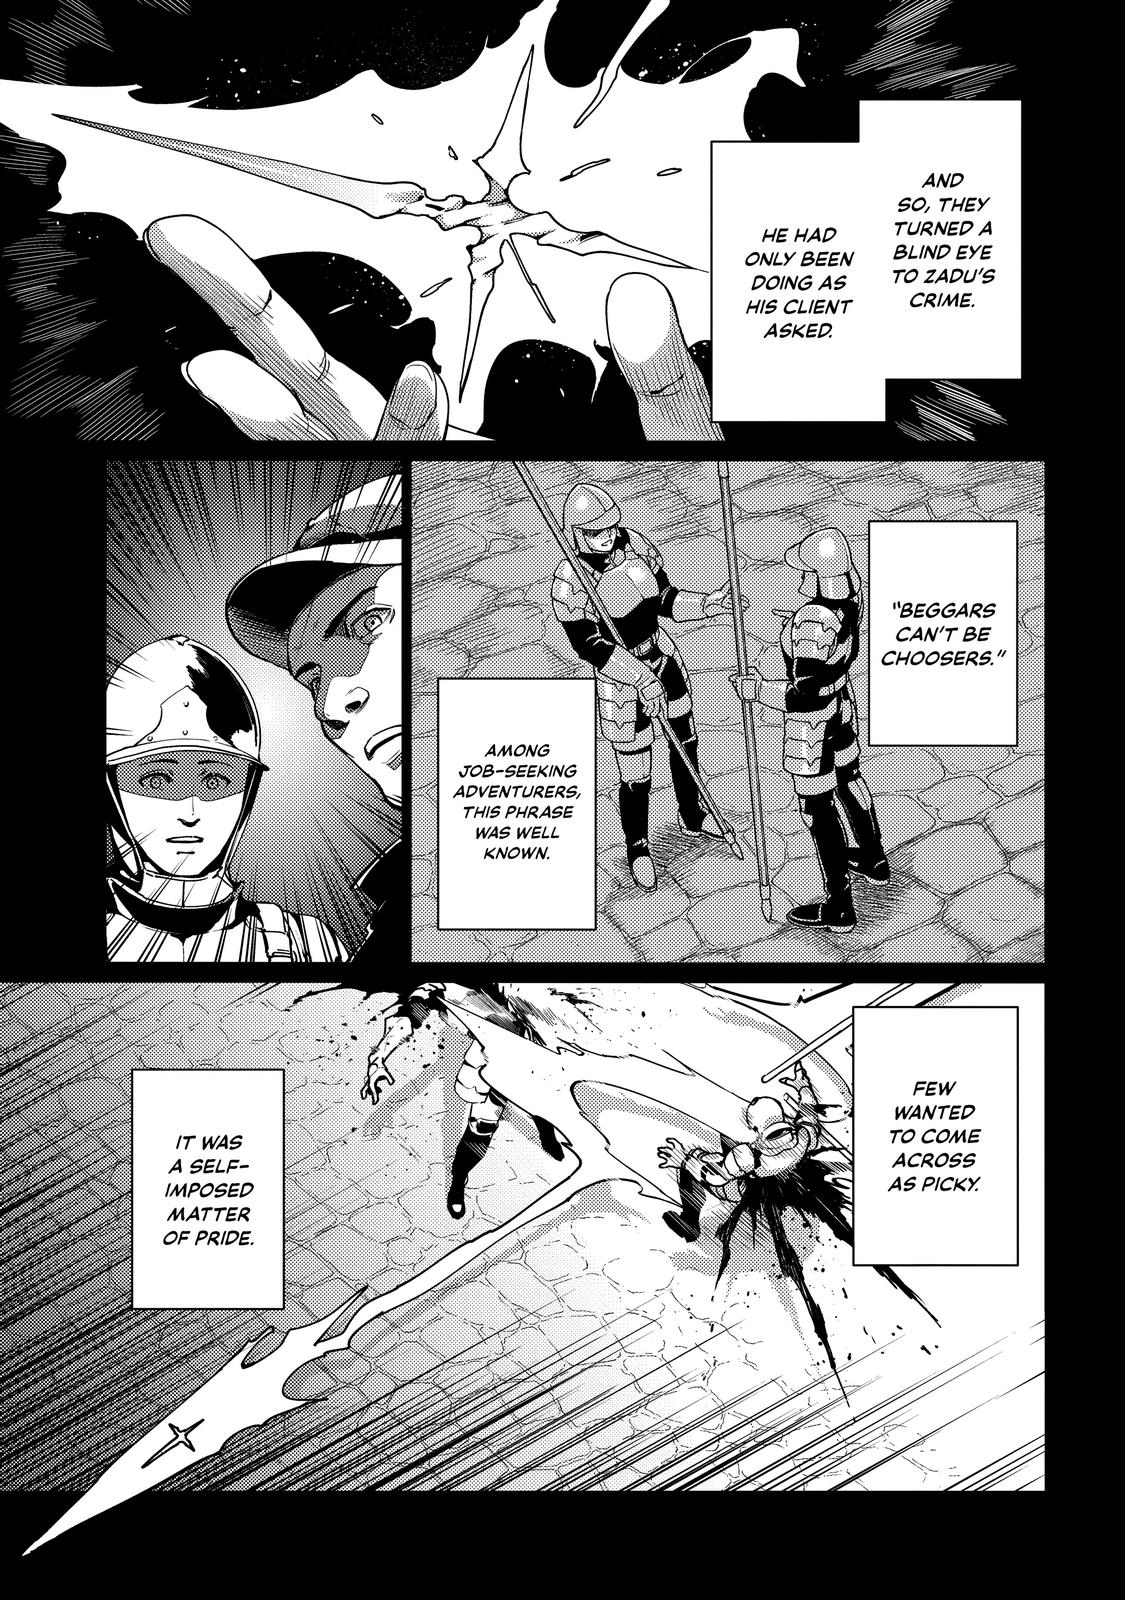 AND
SO, THEY
TURNED A
BLIND EYE
TO ZADU'S
CRIME.
HE HAD
ONLY BEEN
DOING AS
HIS CLIENT
ASKED.
"BEGGARS
CAN'T BE
CHOOSERS."
AMONG
JOB-SEEKING
ADVENTURERS,
THIS PHRASE
WAS WELL
KNOWN.
FEW
WANTED
TO COME
ACROSS
AS PICKY.
IT WAS
A SELF-
IMPOSED
MATTER
OF PRIDE.